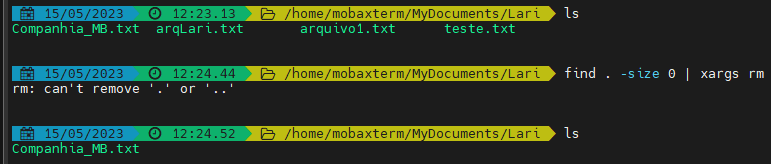 15/05/2023 12:23.13 /home/mobaxterm/MyDocuments/Lari ls
Companhia_MB.txt arqLari.txt arquivo1.txt teste.txt
15/05/2023 12:24.44 /home/mobaxterm/MyDocuments/Lari find . -size 0 | xargs rm
rm: can't remove '.' or '..'
15/05/2023 12:24.52 /home/mobaxterm/MyDocuments/Lari ls
Companhia_MB.txt